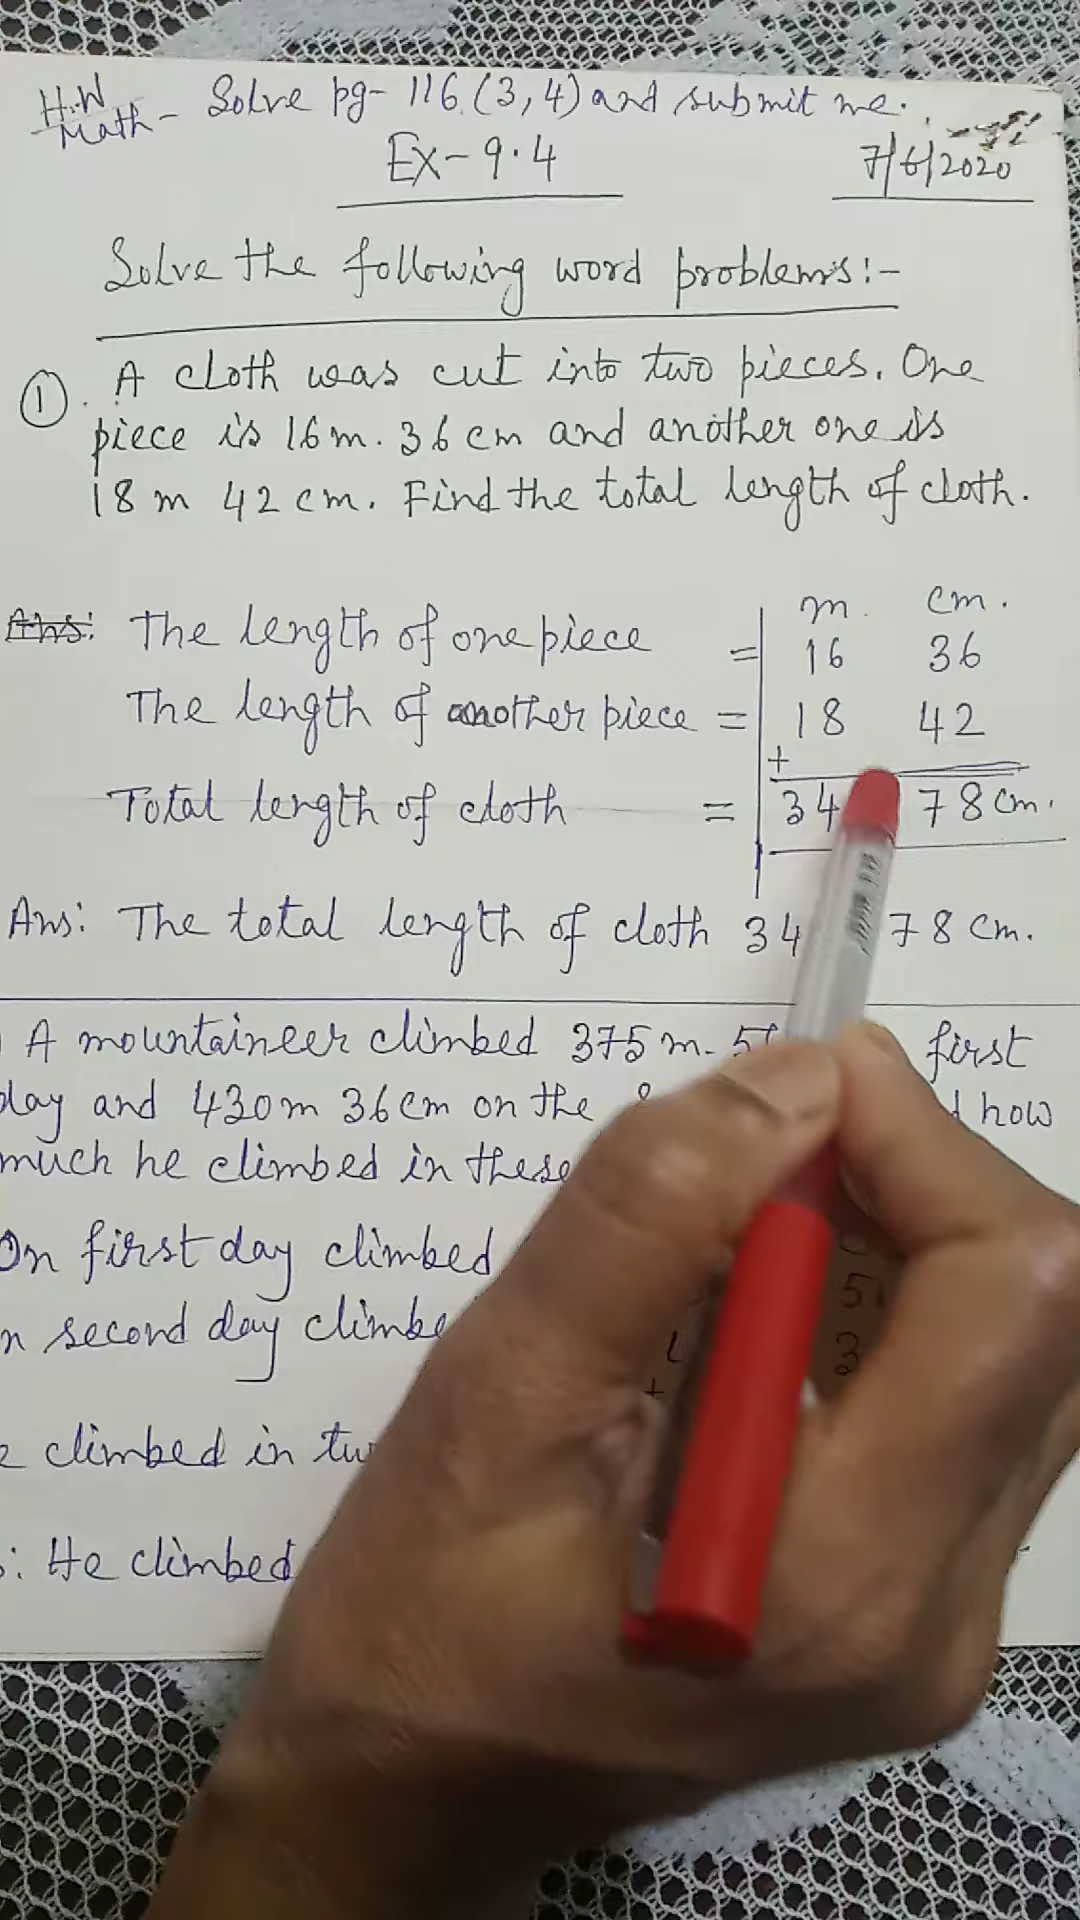 H.W Math - Solve pg- 116.(3,4) and submit me.
Ex-9.4 7/6/2020
Solve the following word problems:-
① A cloth was cut into two pieces. One
piece is 16m. 36 cm and another one is
18 m 42 cm. Find the total length of cloth.
m. cm.
Ans: The length of one piece = 16 36
The length of another piece = 18 42
+
Total length of cloth = 34 78 cm.
Ans: The total length of cloth 34 78 cm.
A mountaineer climbed 375 m. first
day and 430m 36cm on the how
much he climbed in these
On first day climbed
second day climbe
+
climbed in tw
: He climbed